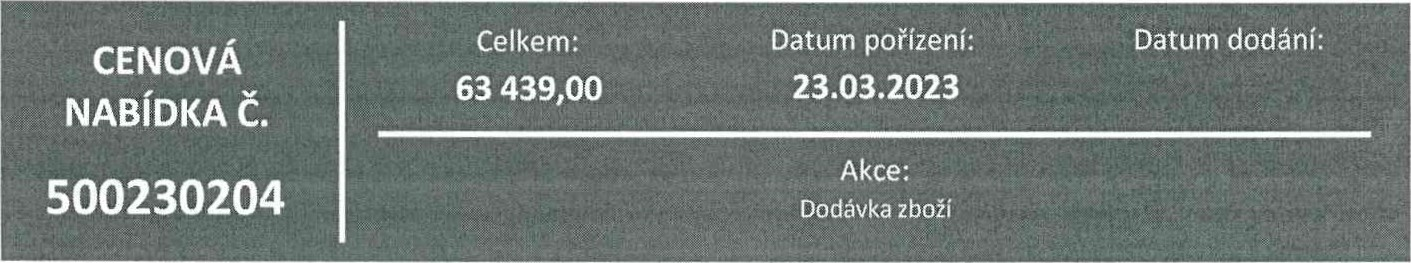 CENOVÁ
NABÍDKA Č.
500230204
Celkem:
63 439,00
Datum pořízení:
23.03.2023
Datum dodání:
Akce:
Dodávka zboží